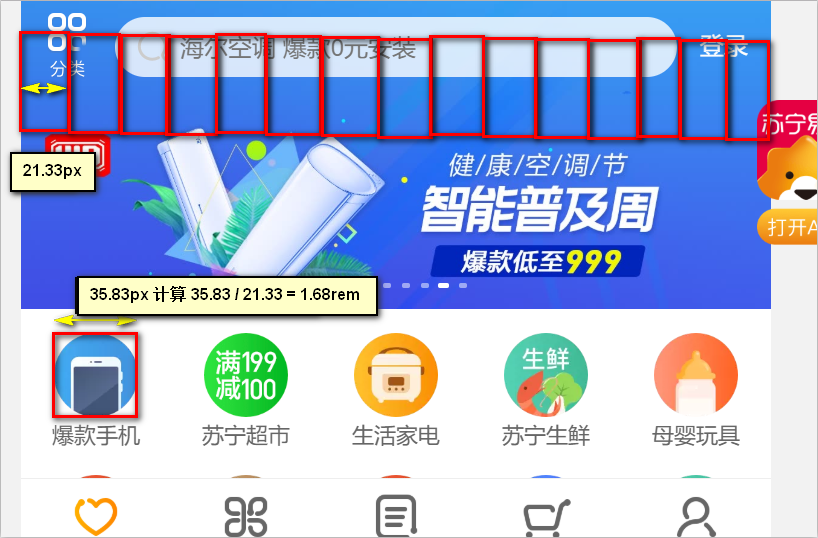 海尔空调 爆款0元安装
登录
分类
苏宁易
21.33px
健/康/空/调/节
智能普及周
打开A
爆款低至999
35.83px 计算 35.83 / 21.33 = 1.68rem
满199
减100
生鲜
爆款手机
苏宁超市
生活家电
苏宁生鲜
母婴玩具